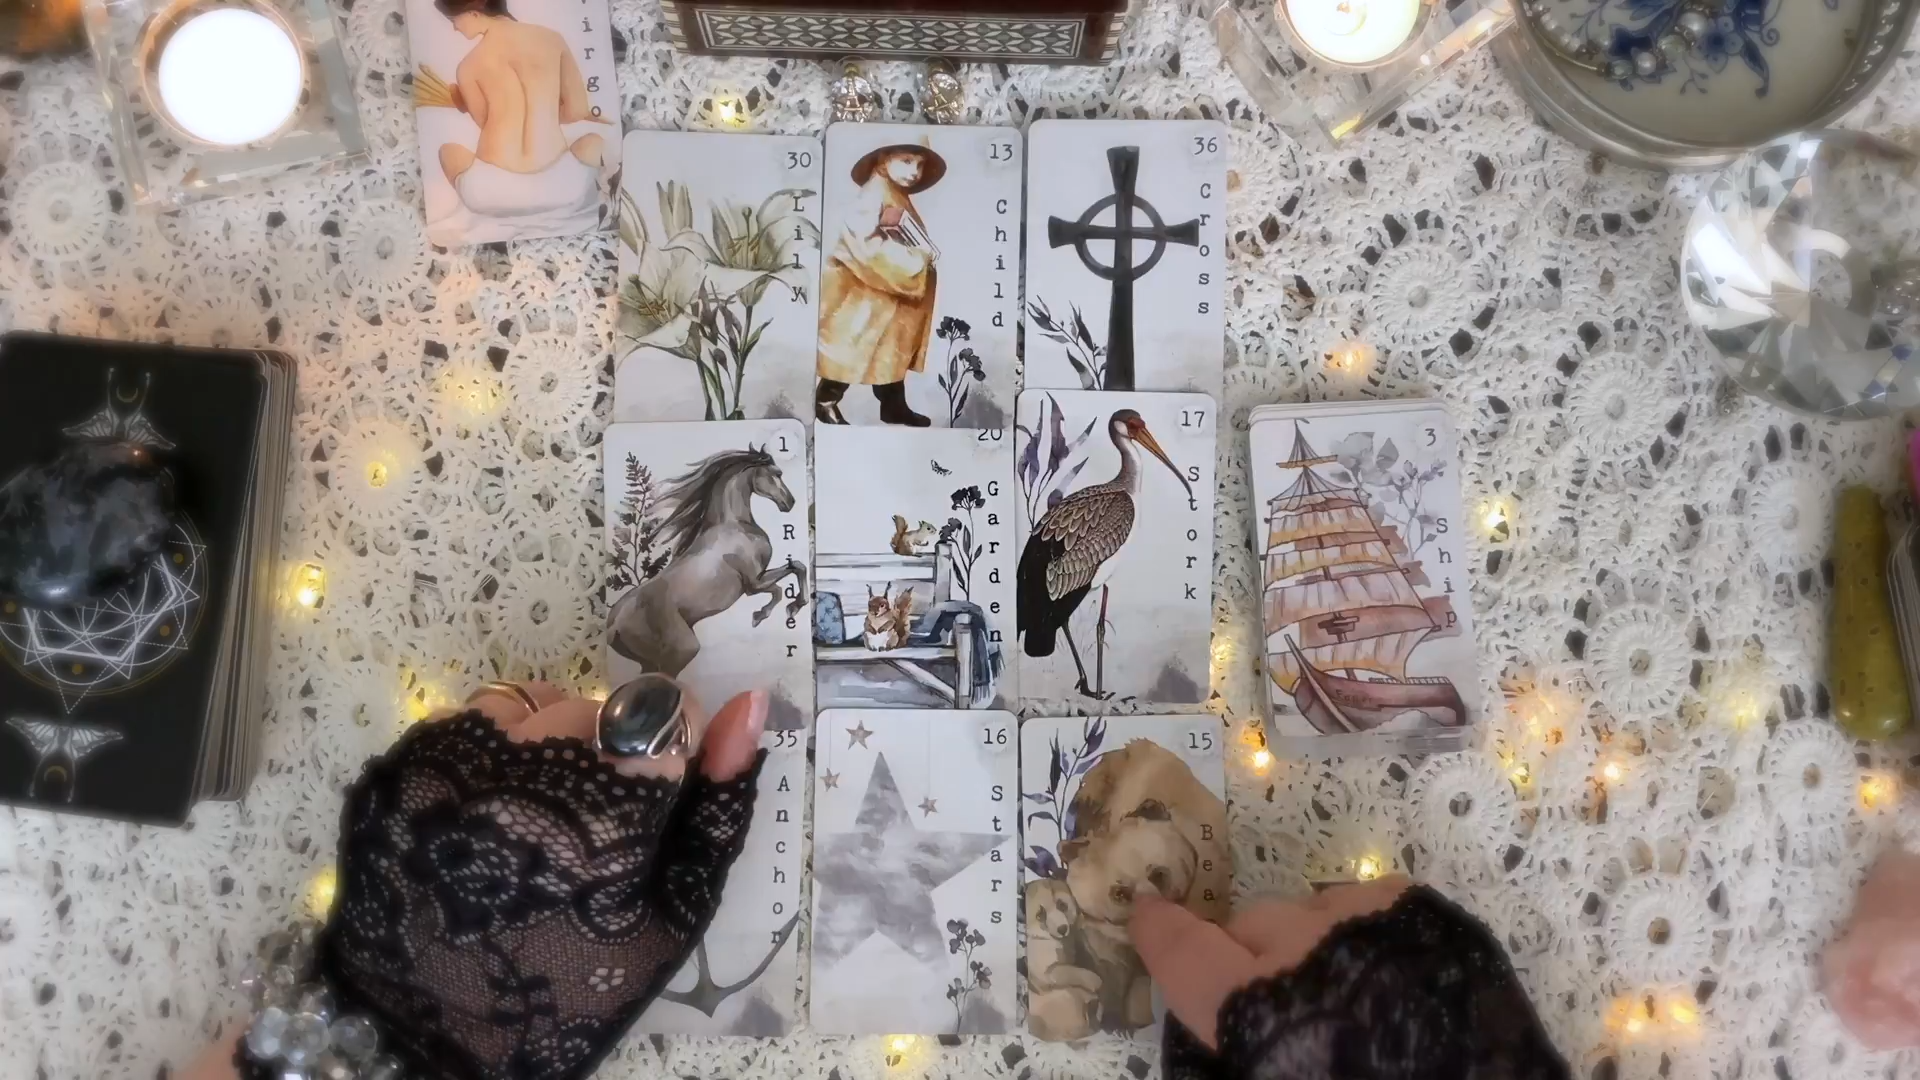 Virgo
30
Lily
13
Child
36
Cross
1
Rider
20
Garden
17
Stork
3
Ship
35
Anchor
16
Stars
15
Bea